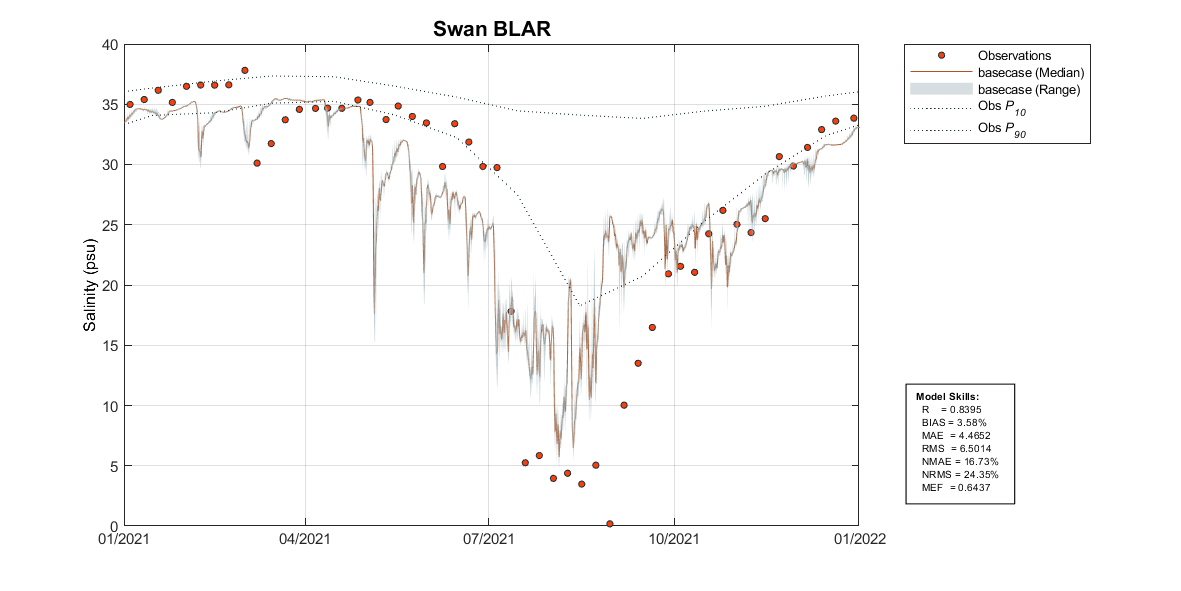 Swan BLAR
40
35
30
25
20
15
10
5
0
Salinity (psu)
01/2021
04/2021
07/2021
10/2021
01/2022
Observations
basecase (Median)
basecase (Range)
Obs P10
Obs P90
Model Skills:
R = 0.8395
BIAS = 3.58%
MAE = 4.4652
RMS = 6.5014
NMAE = 16.73%
NRMS = 24.35%
MEF = 0.6437